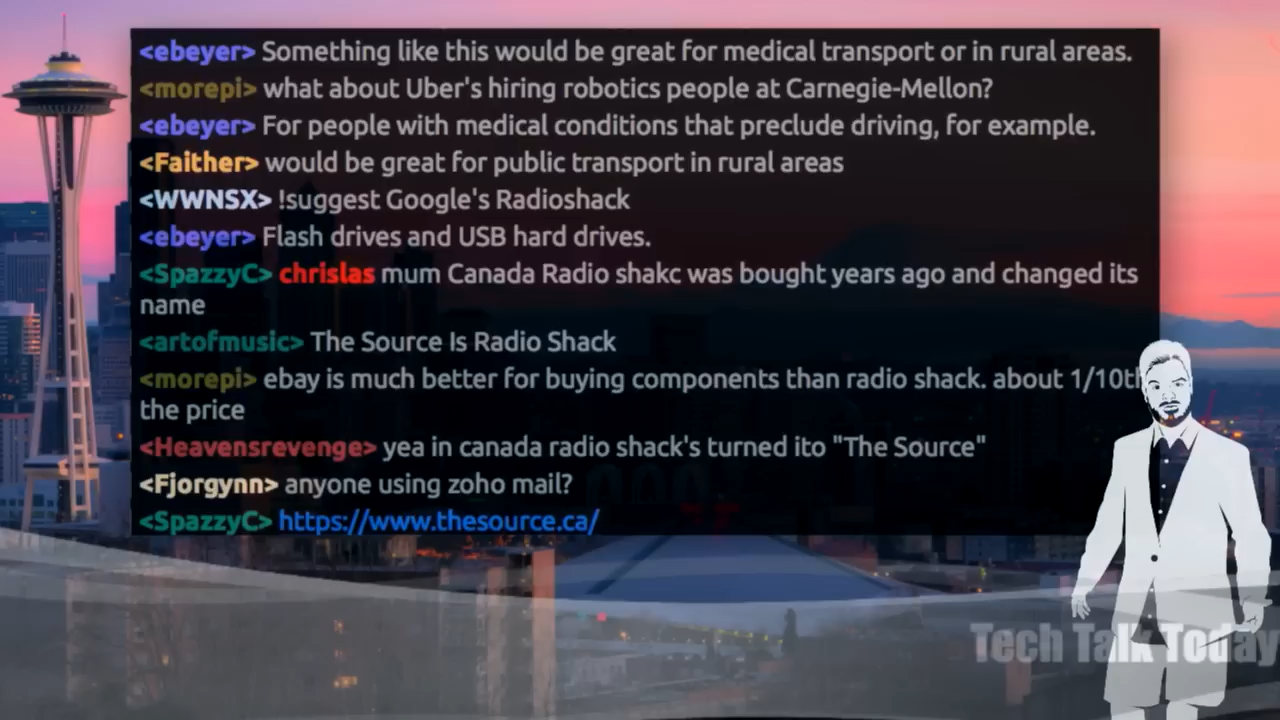 <ebeyer> Something like this would be great for medical transport or in rural areas.
<morepi> what about Uber's hiring robotics people at Carnegie-Mellon?
<ebeyer> For people with medical conditions that preclude driving, for example.
<Faither> would be great for public transport in rural areas
<WWNSX> !suggest Google's Radioshack
<ebeyer> Flash drives and USB hard drives.
<SpazzyC> chrislas mum Canada Radio shakc was bought years ago and changed its
name
<artofmusic> The Source Is Radio Shack
<morepi> ebay is much better for buying components than radio shack. about 1/10th
the price
<Heavensrevenge> yea in canada radio shack's turned ito "The Source"
<Fjorgynn> anyone using zoho mail?
<SpazzyC> https://www.thesource.ca/
Tech Talk Today